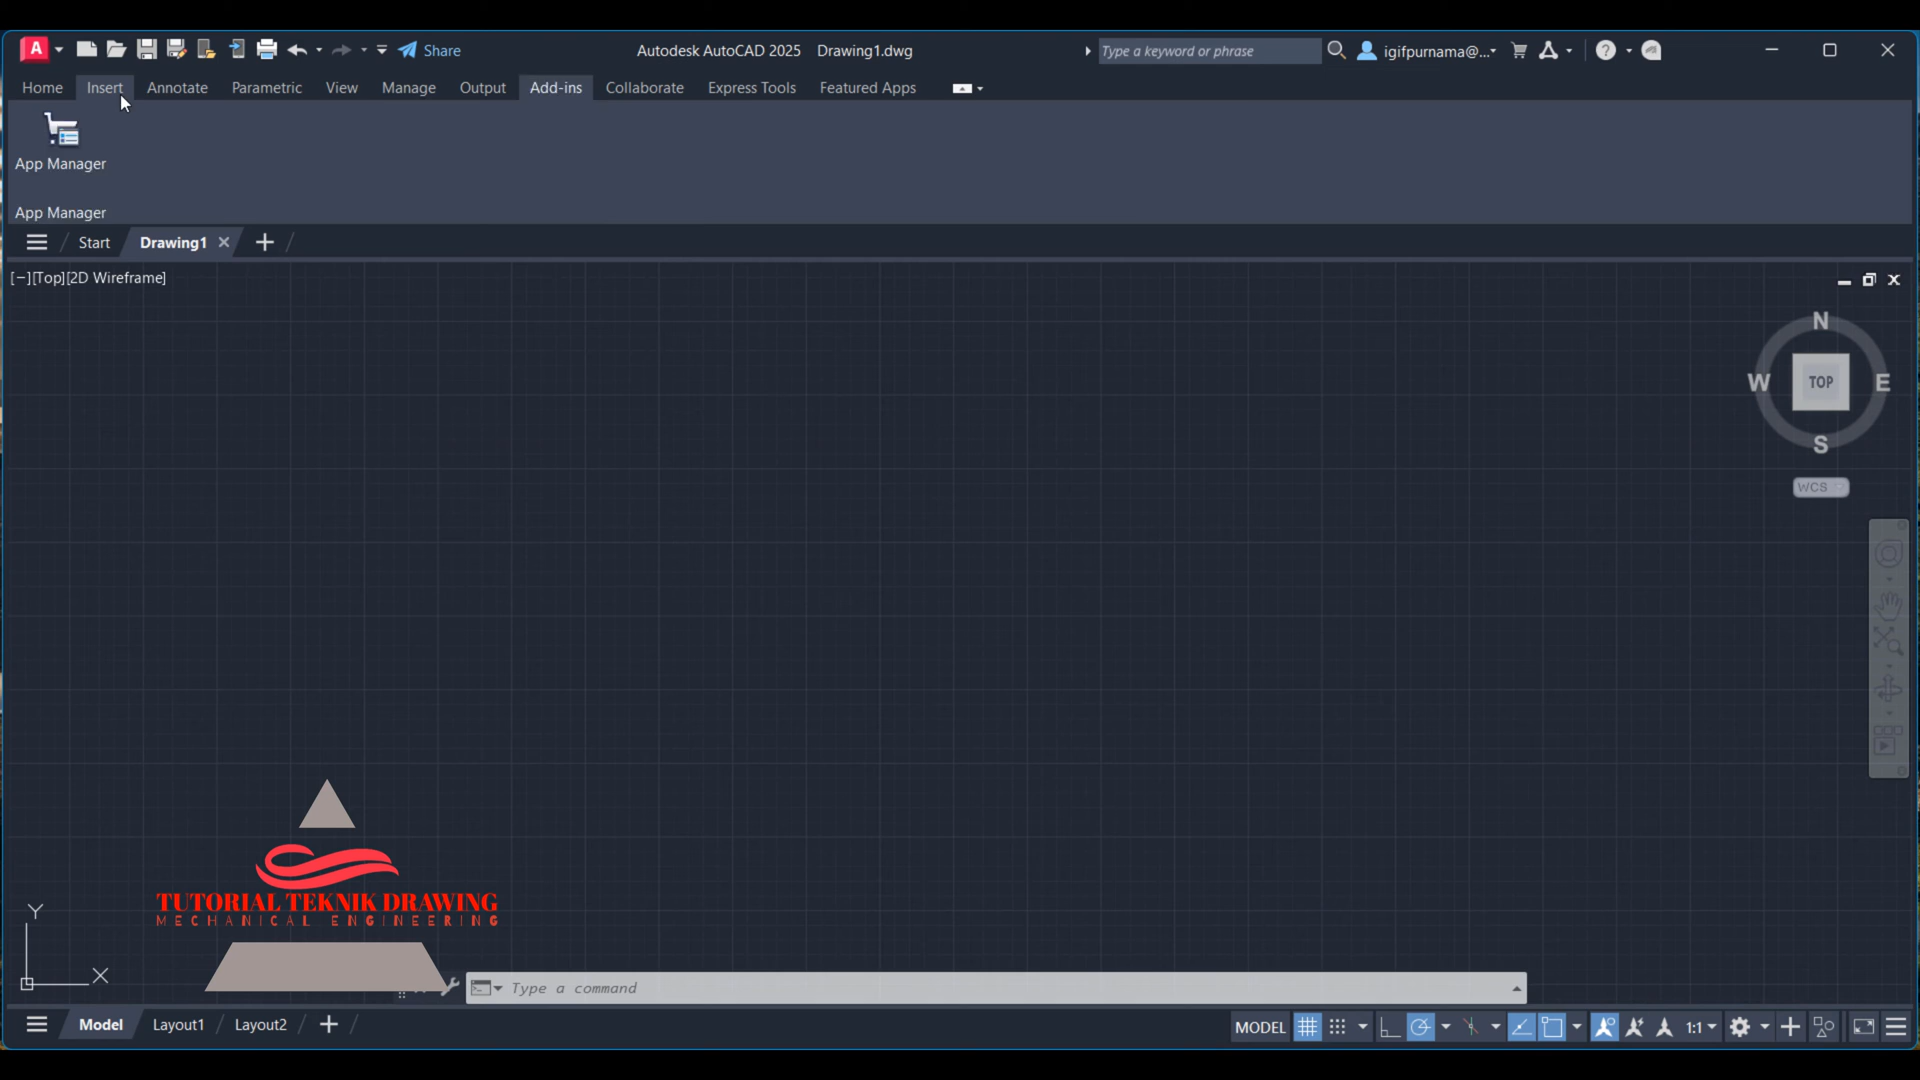 A Share Autodesk AutoCAD 2025 Drawing1.dwg Type a keyword or phrase igifpurnama@... ?
Home Insert Annotate Parametric View Manage Output Add-ins Collaborate Express Tools Featured Apps
App Manager
App Manager
Start Drawing1
[−][Top][2D Wireframe]
N
W TOP E
S
WCS
TUTORIAL TEKNIK DRAWING
MECHANICAL ENGINEERING
Y
X
Type a command
Model Layout1 Layout2 MODEL 1:1